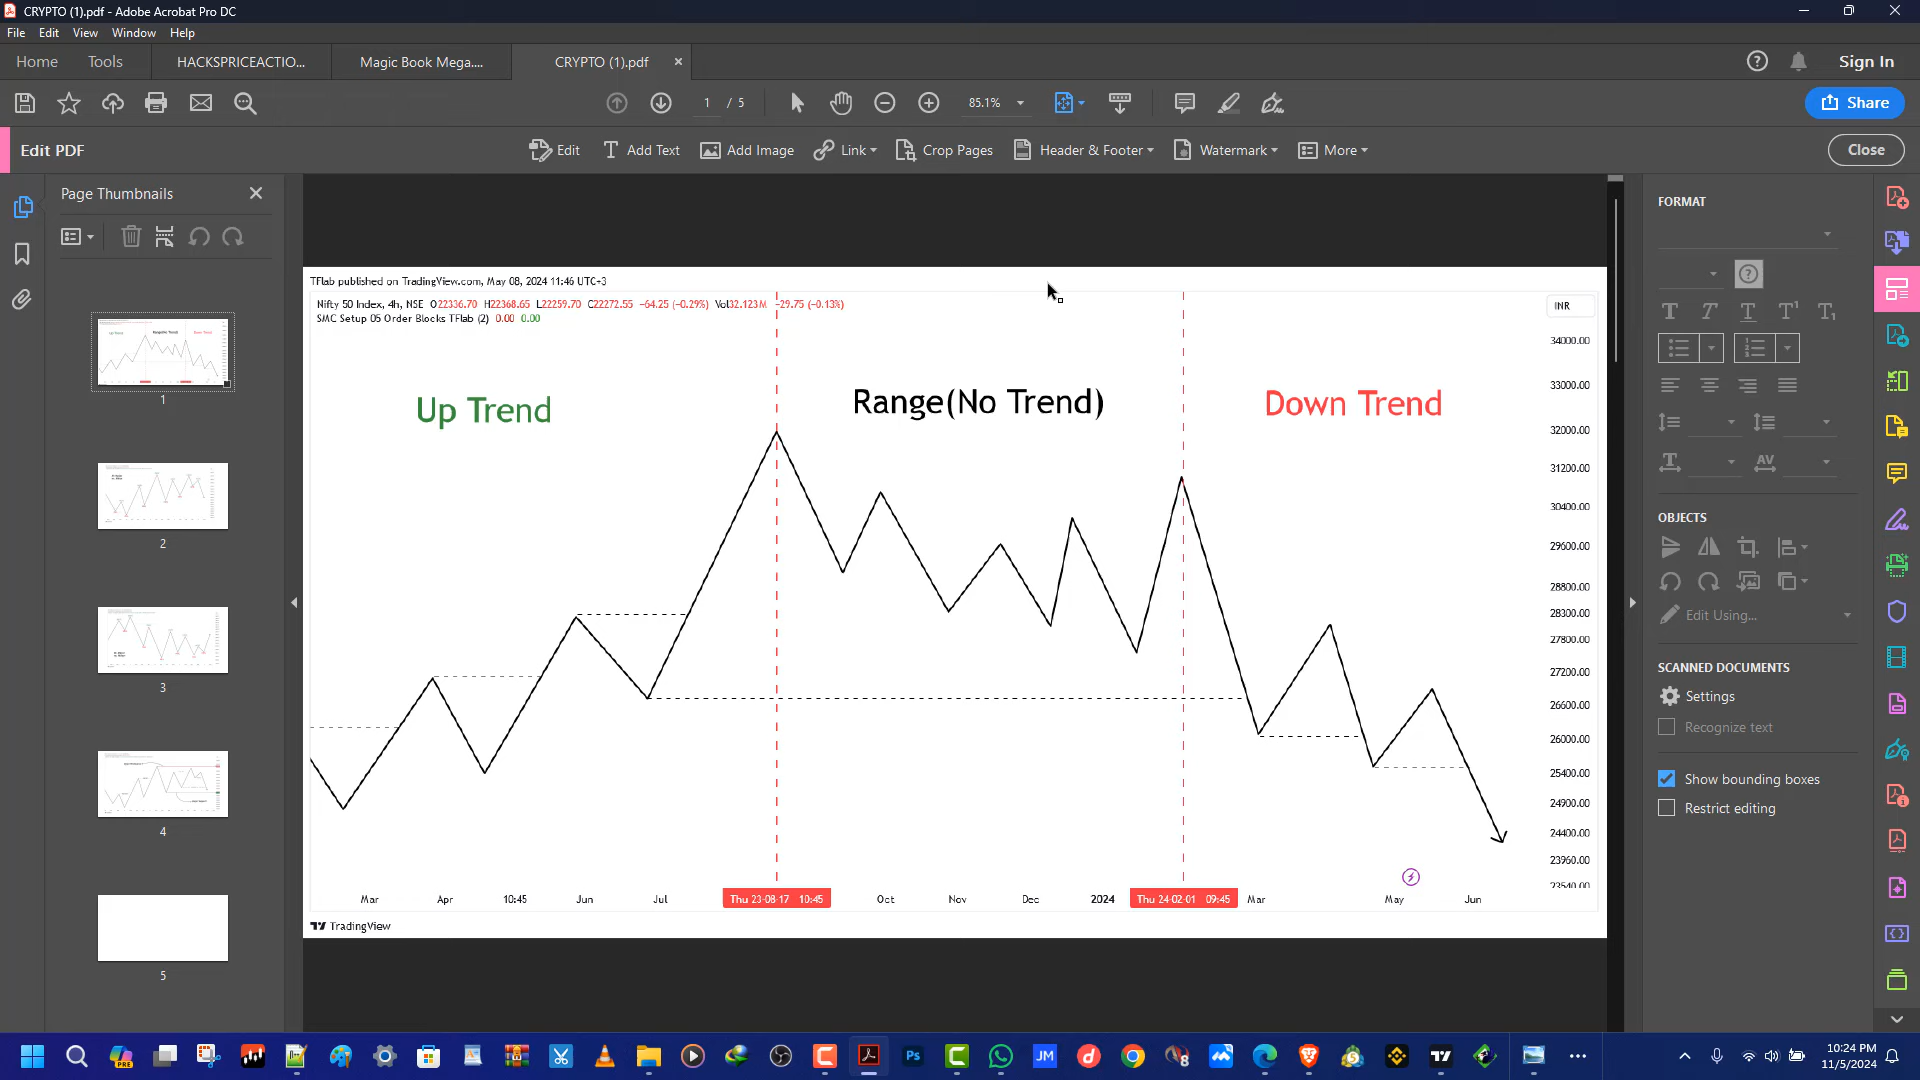 CRYPTO (1).pdf - Adobe Acrobat Pro DC
File Edit View Window Help
Home Tools HACKSPRICEACTIO... Magic Book Mega.... CRYPTO (1).pdf Sign In
1 / 5 85.1% Share
Edit PDF Edit Add Text Add Image Link Crop Pages Header & Footer Watermark More Close
Page Thumbnails
1
2
3
4
5
TFlab published on TradingView.com, May 08, 2024 11:46 UTC+3
Nifty 50 Index, 4h, NSE O22336.70 H22368.65 L22259.70 C22272.55 −64.25 (−0.29%) Vol32.123M −29.75 (−0.13%)
SMC Setup 05 Order Blocks TFlab (2) 0.00 0.00
INR
Up Trend
Range(No Trend)
Down Trend
34000.00
33000.00
32000.00
31200.00
30400.00
29600.00
28800.00
28300.00
27800.00
27200.00
26600.00
26000.00
25400.00
24900.00
24400.00
23960.00
23540.00
Mar Apr 10:45 Jun Jul Thu 23-08-17 10:45 Oct Nov Dec 2024 Thu 24-02-01 09:45 Mar May Jun
TradingView
FORMAT
OBJECTS
Edit Using...
SCANNED DOCUMENTS
Settings
Recognize text
Show bounding boxes
Restrict editing
10:24 PM
11/5/2024